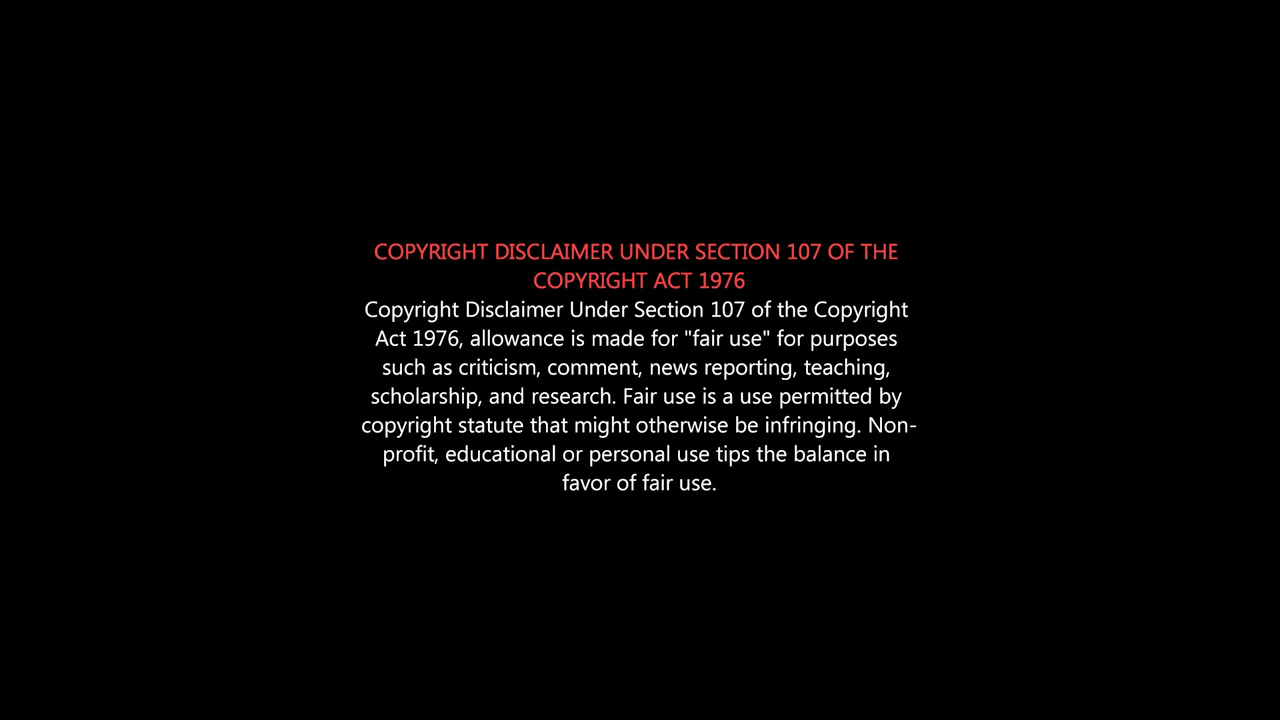 COPYRIGHT DISCLAIMER UNDER SECTION 107 OF THE
COPYRIGHT ACT 1976
Copyright Disclaimer Under Section 107 of the Copyright
Act 1976, allowance is made for "fair use" for purposes
such as criticism, comment, news reporting, teaching,
scholarship, and research. Fair use is a use permitted by
copyright statute that might otherwise be infringing. Non-
profit, educational or personal use tips the balance in
favor of fair use.